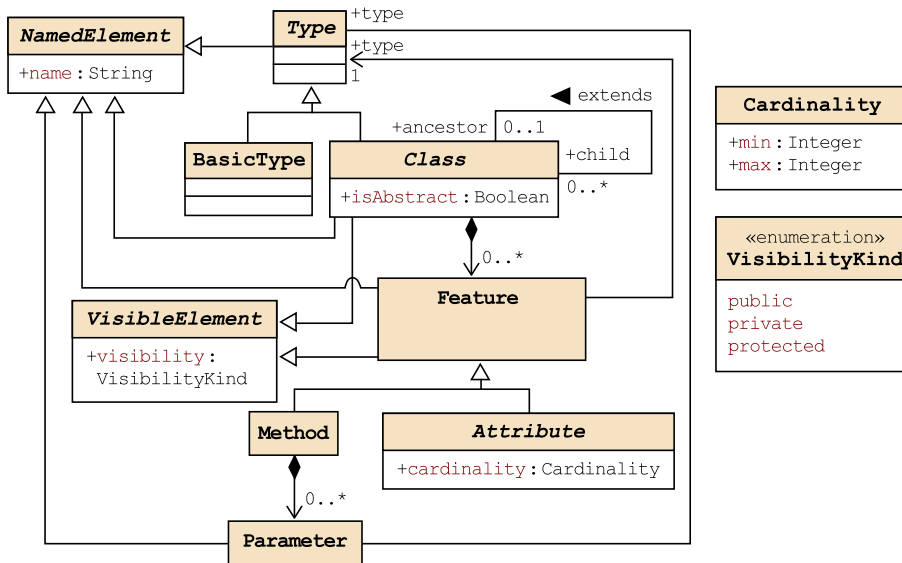 NamedElement
+name:String
Type
+type
+type
1
extends
+ancestor
0..1
+child
0..*
BasicType
Class
+isAbstract:Boolean
0..*
Cardinality
+min:Integer
+max:Integer
«enumeration»
VisibilityKind
public
private
protected
Feature
VisibleElement
+visibility:
VisibilityKind
Method
Attribute
+cardinality:Cardinality
0..*
Parameter